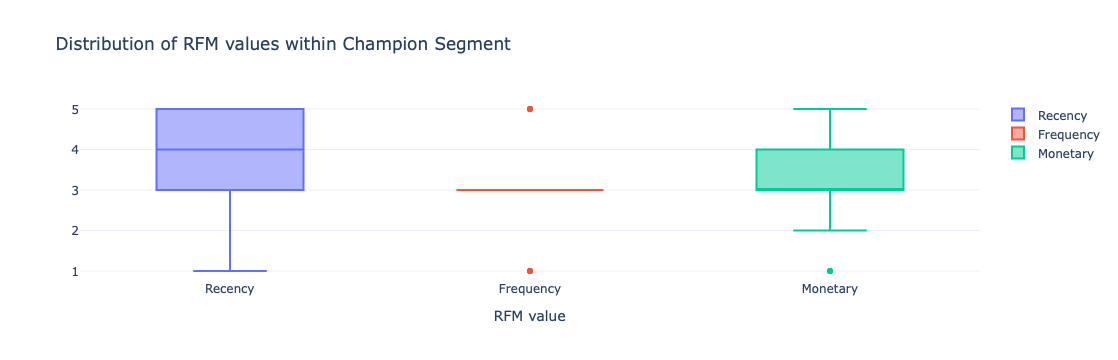 Distribution of RFM values within Champion Segment
5
4
3
2
1
Recency
Frequency
Monetary
RFM value
Recency
Frequency
Monetary